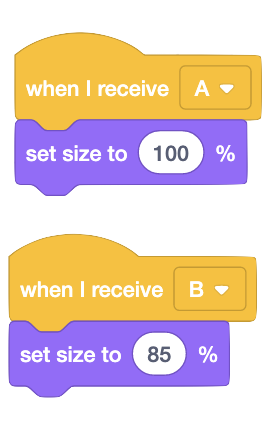 when I receive A
set size to 100 %
when I receive B
set size to 85 %